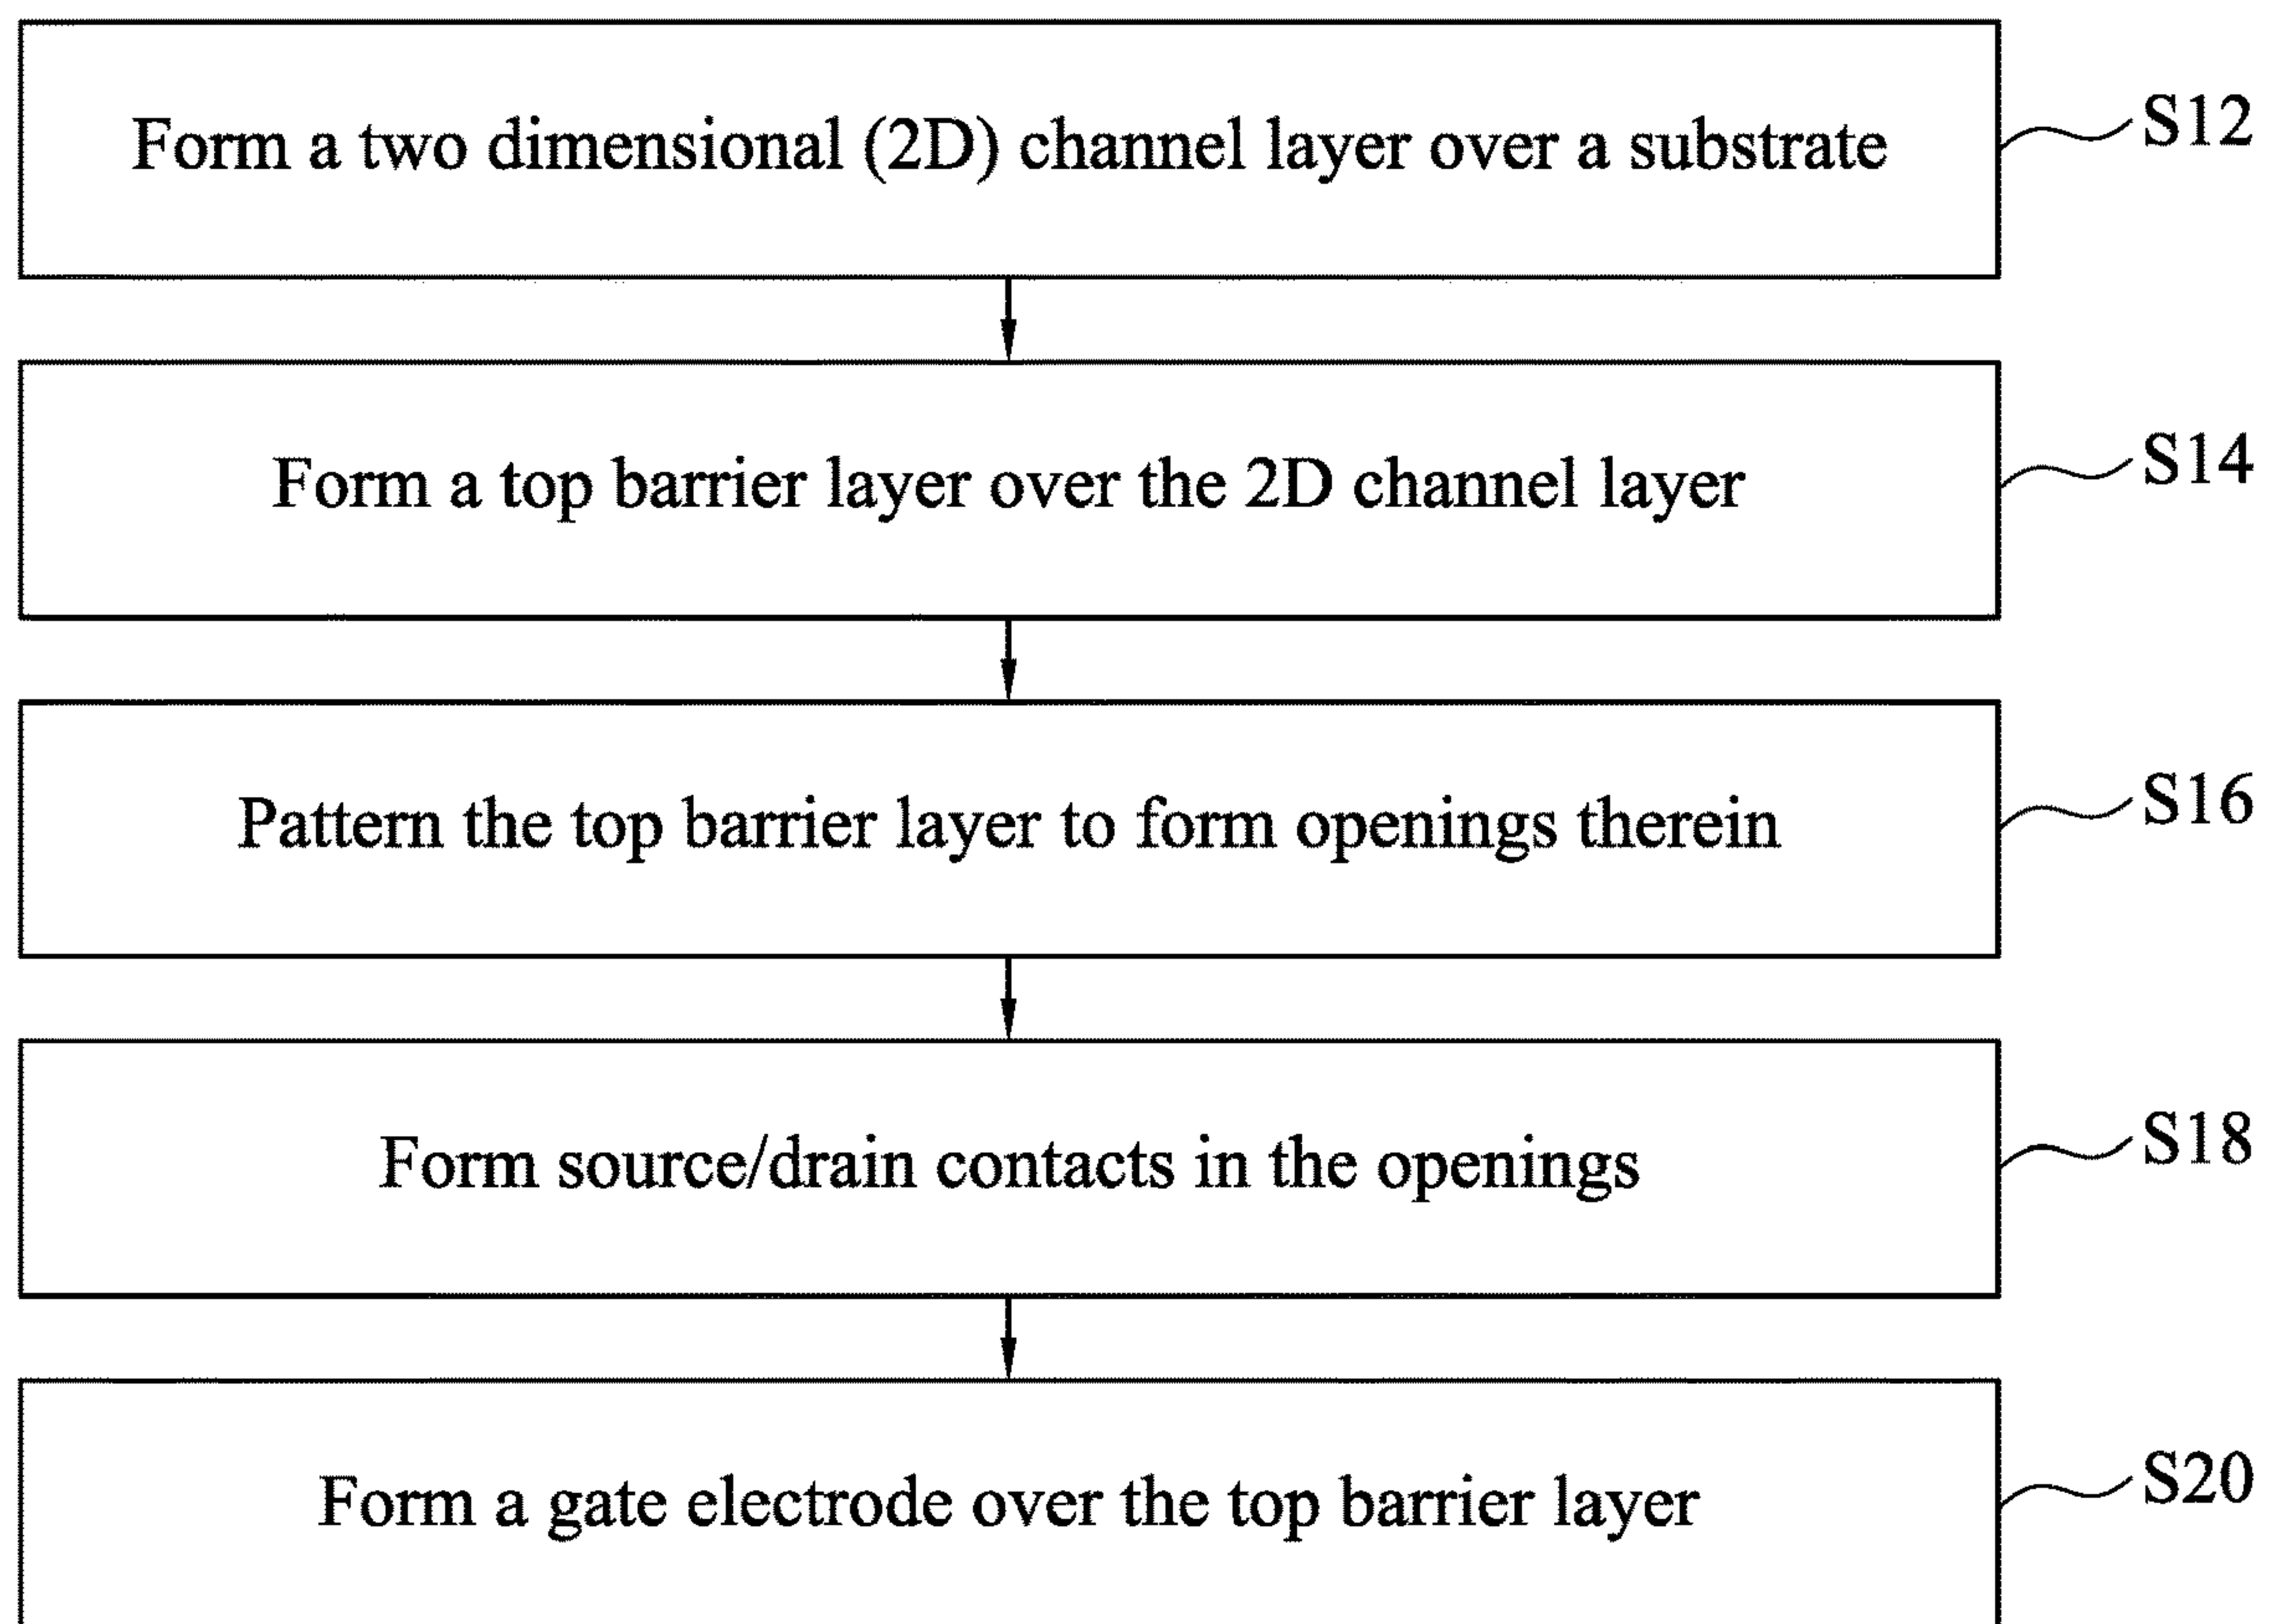 Form a two dimensional (2D) channel layer over a substrate
S12
Form a top barrier layer over the 2D channel layer
S14
Pattern the top barrier layer to form openings therein
S16
Form source/drain contacts in the openings
S18
Form a gate electrode over the top barrier layer
S20